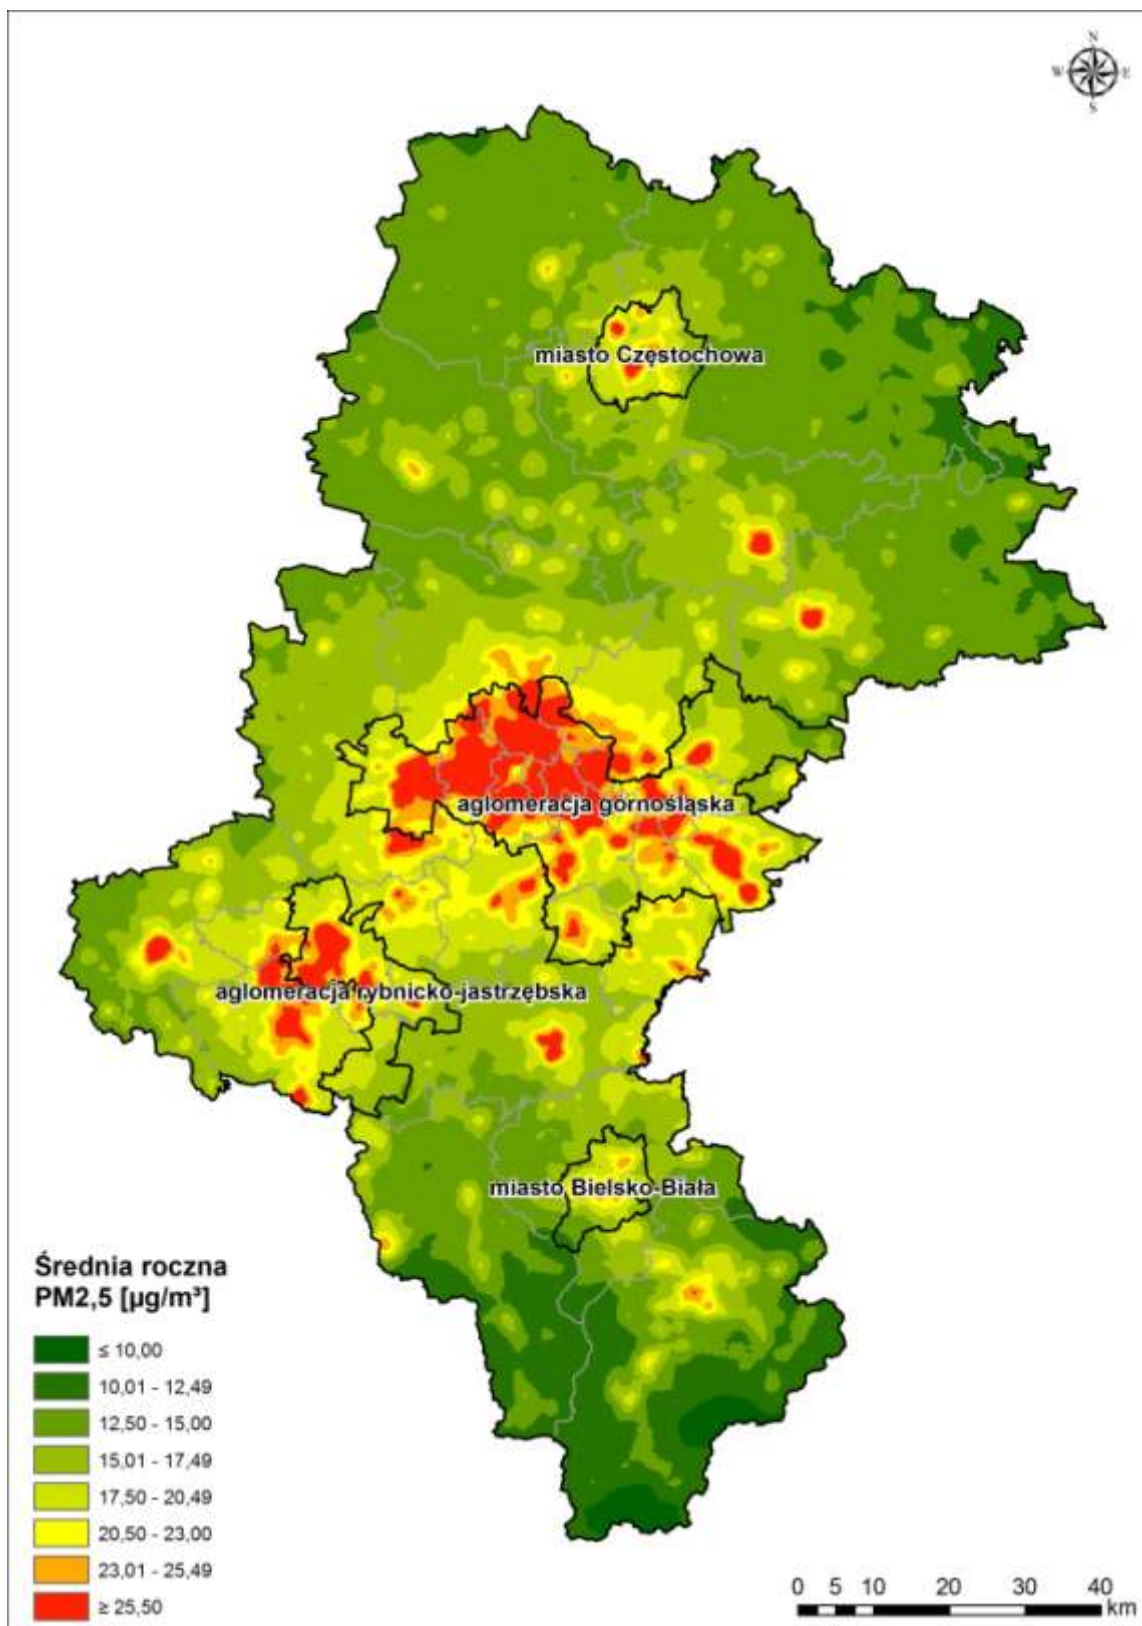 N
W E
S
miasto Częstochowa
aglomeracja górnośląska
aglomeracja rybnicko-jastrzębska
miasto Bielsko-Biała
Średnia roczna
PM2,5 [µg/m³]
≤ 10,00
10,01 - 12,49
12,50 - 15,00
15,01 - 17,49
17,50 - 20,49
20,50 - 23,00
23,01 - 25,49
≥ 25,50
0 5 10 20 30 40
km